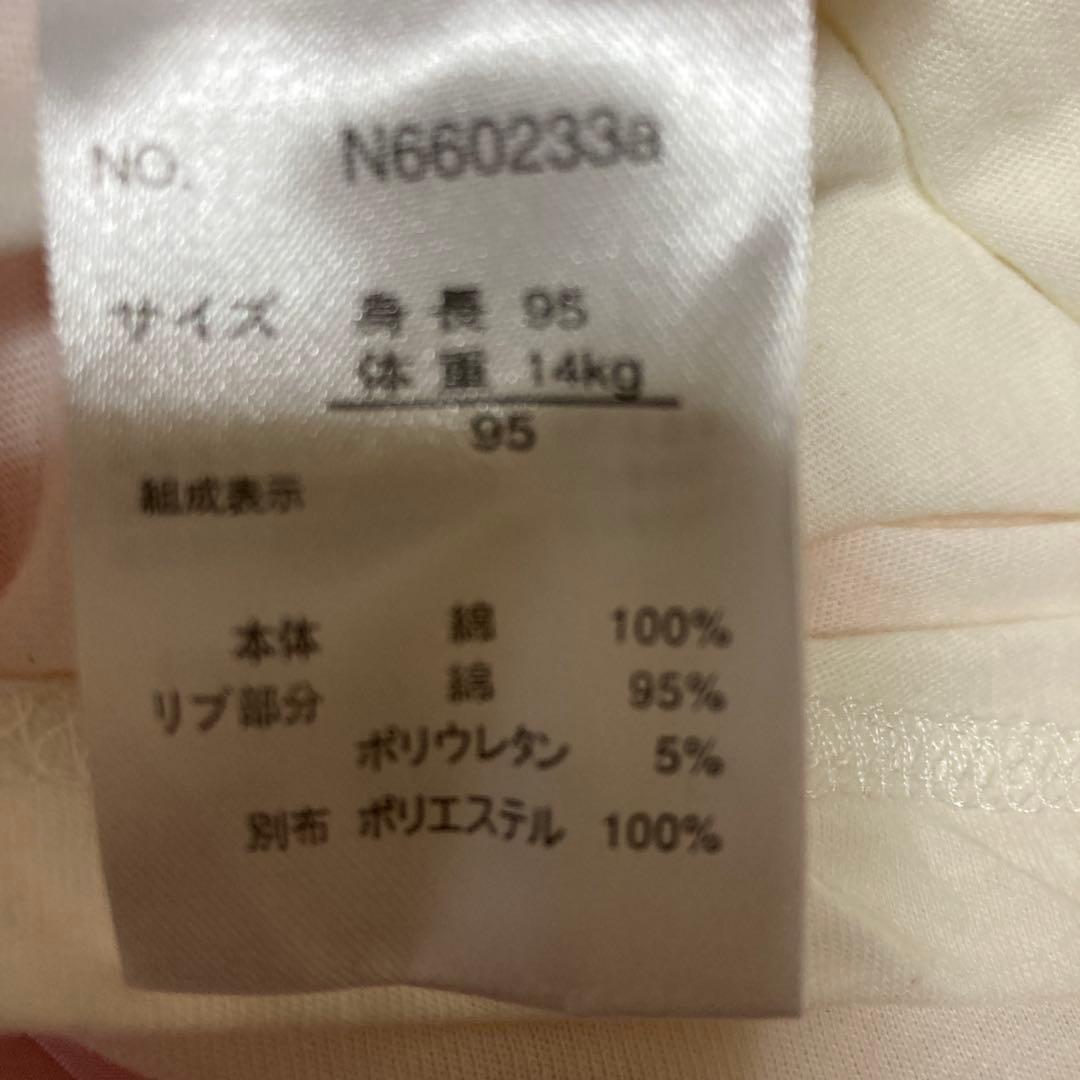 NO. N660233a
サイズ 身長 95
体重 14kg
95
組成表示
本体 綿 100%
リブ部分 綿 95%
ポリウレタン 5%
別布 ポリエステル 100%